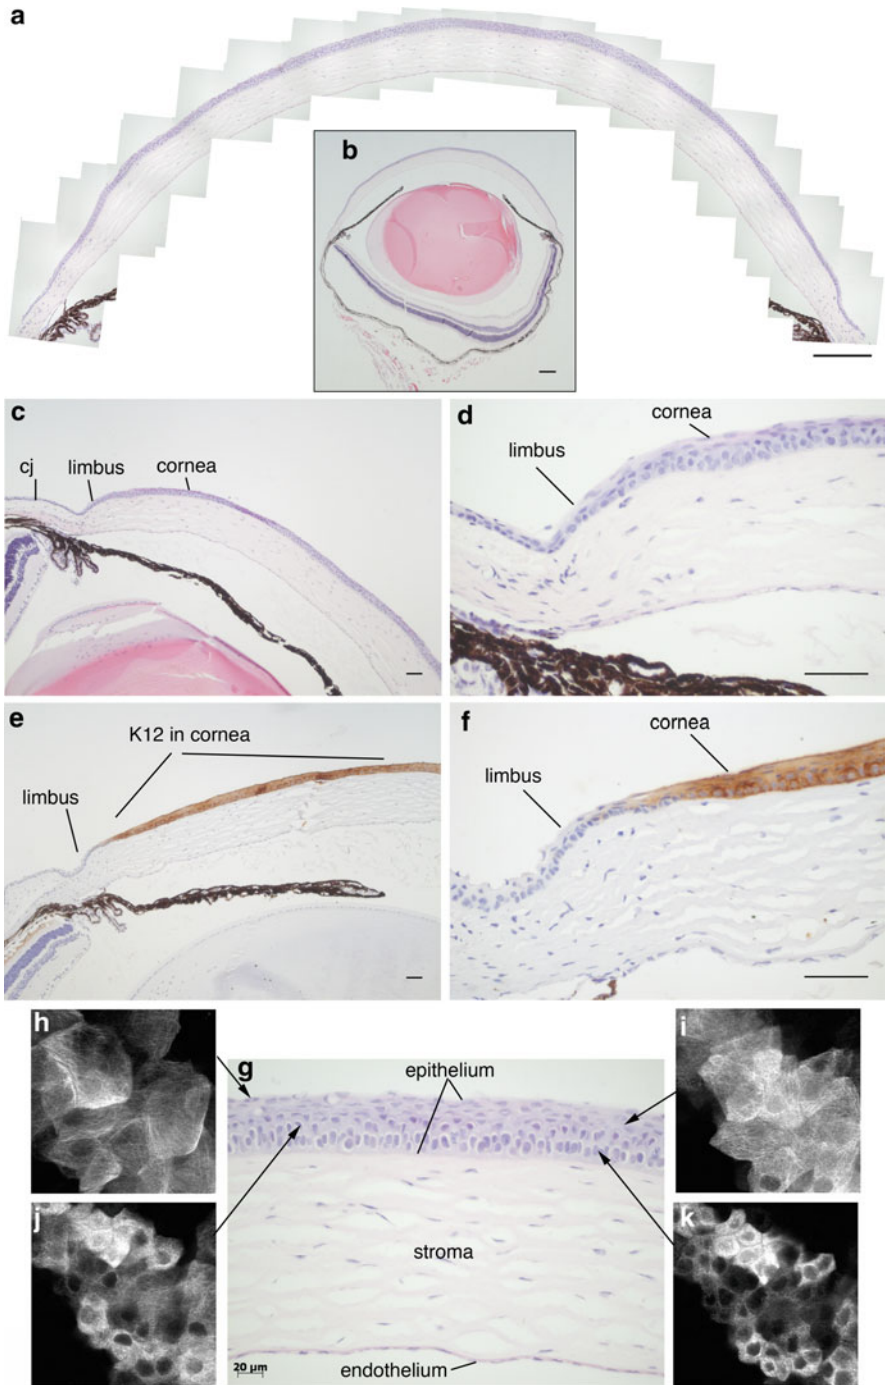 a
b
c
cj
limbus
cornea
d
cornea
limbus
e
K12 in cornea
limbus
f
cornea
limbus
h
g
epithelium
i
j
stroma
k
20 µm
endothelium